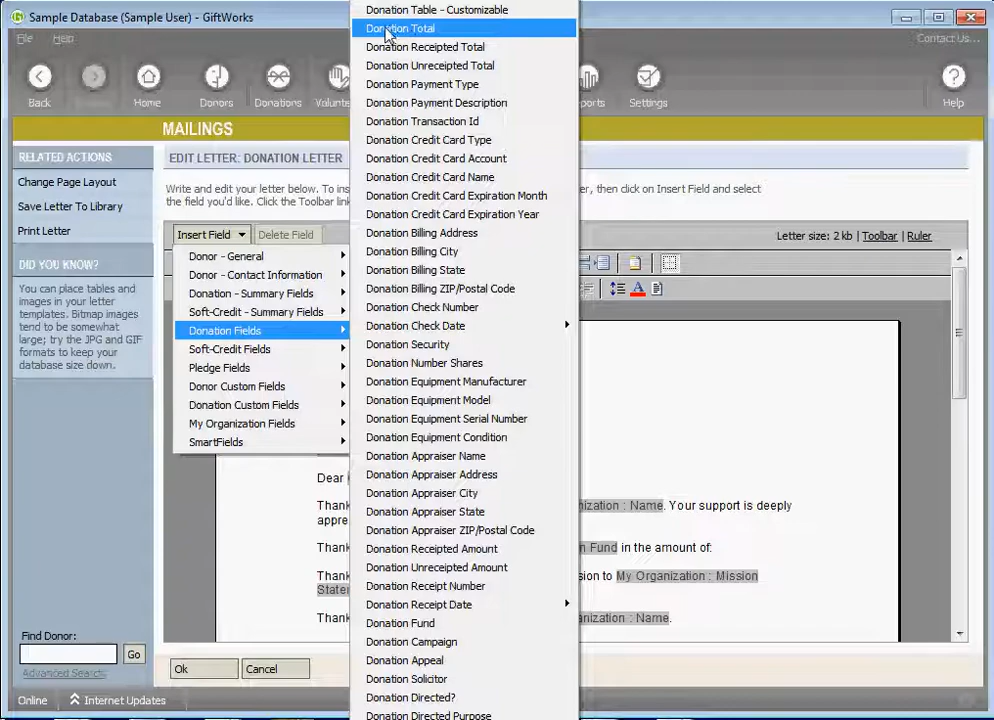 Sample Database (Sample User) - GiftWorks
File Help
Contact Us...
Back
Home
Donors
Donations
Settings
Help
MAILINGS
RELATED ACTIONS
Change Page Layout
Save Letter To Library
Print Letter
DID YOU KNOW?
You can place tables and
images in your letter
templates. Bitmap images
tend to be somewhat
large; try the JPG and GIF
formats to keep your
database size down.
Find Donor:
Go
Advanced Search
Online
Internet Updates
EDIT LETTER: DONATION LETTER
Write and edit your letter below. To
er, then click on Insert Field and select
the field you'd like. Click the Toolbar
Insert Field
Delete Field
Letter size: 2 kb | Toolbar | Ruler
Donor - General
Donor - Contact Information
Donation - Summary Fields
Soft-Credit - Summary Fields
Donation Fields
Soft-Credit Fields
Pledge Fields
Donor Custom Fields
Donation Custom Fields
My Organization Fields
SmartFields
Donation Table - Customizable
Donation Total
Donation Receipted Total
Donation Unreceipted Total
Donation Payment Type
Donation Payment Description
Donation Transaction Id
Donation Credit Card Type
Donation Credit Card Account
Donation Credit Card Name
Donation Credit Card Expiration Month
Donation Credit Card Expiration Year
Donation Billing Address
Donation Billing City
Donation Billing State
Donation Billing ZIP/Postal Code
Donation Check Number
Donation Check Date
Donation Security
Donation Number Shares
Donation Equipment Manufacturer
Donation Equipment Model
Donation Equipment Serial Number
Donation Equipment Condition
Donation Appraiser Name
Donation Appraiser Address
Donation Appraiser City
Donation Appraiser State
Donation Appraiser ZIP/Postal Code
Donation Receipted Amount
Donation Unreceipted Amount
Donation Receipt Number
Donation Receipt Date
Donation Fund
Donation Campaign
Donation Appeal
Donation Solicitor
Donation Directed?
Donation Directed Purpose
Dear
Name. Your support is deeply
Fund in the amount of:
to My Organization : Mission
Name.
Ok
Cancel